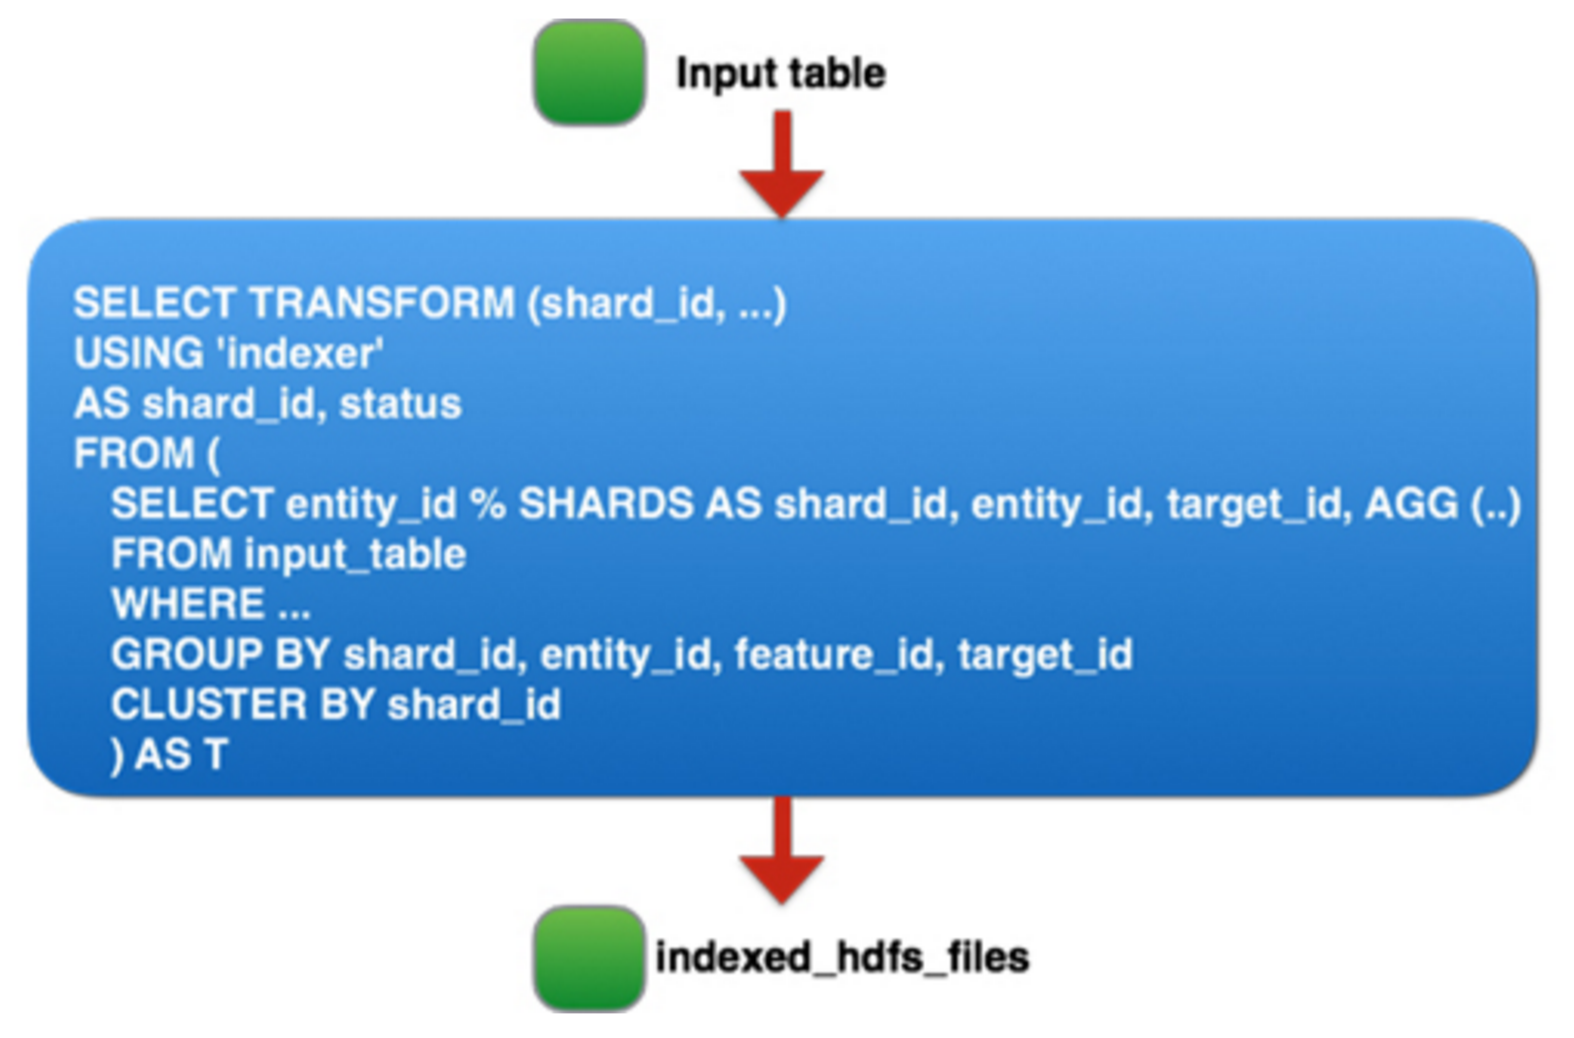 Input table
SELECT TRANSFORM (shard_id, ...)
USING 'indexer'
AS shard_id, status
FROM (
SELECT entity_id % SHARDS AS shard_id, entity_id, target_id, AGG (..)
FROM input_table
WHERE ...
GROUP BY shard_id, entity_id, feature_id, target_id
CLUSTER BY shard_id
) AS T
indexed_hdfs_files